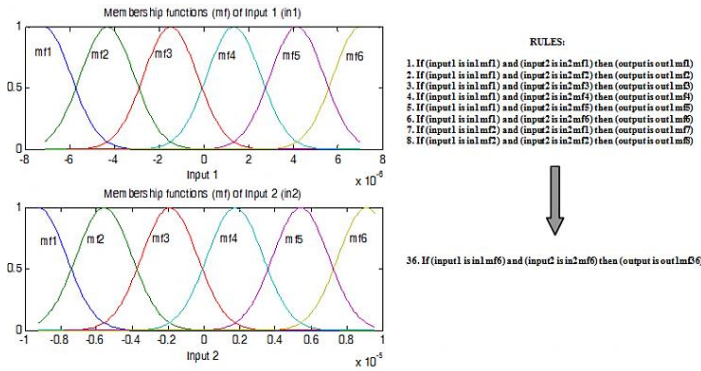 Membership functions (mf) of Input 1 (in1)
1
0.5
0
mf1 mf2 mf3 mf4 mf5 mf6
-8 -6 -4 -2 0 2 4 6 8
Input 1
x 10⁻⁶
Membership functions (mf) of Input 2 (in2)
1
0.5
0
mf1 mf2 mf3 mf4 mf5 mf6
-1 -0.8 -0.6 -0.4 -0.2 0 0.2 0.4 0.6 0.8 1
Input 2
x 10⁻⁵
RULES:
1. If (input1 is in1mf1) and (input2 is in2mf1) then (output is out1mf1)
2. If (input1 is in1mf1) and (input2 is in2mf2) then (output is out1mf2)
3. If (input1 is in1mf1) and (input2 is in2mf3) then (output is out1mf3)
4. If (input1 is in1mf1) and (input2 is in2mf4) then (output is out1mf4)
5. If (input1 is in1mf1) and (input2 is in2mf5) then (output is out1mf5)
6. If (input1 is in1mf1) and (input2 is in2mf6) then (output is out1mf6)
7. If (input1 is in1mf2) and (input2 is in2mf1) then (output is out1mf7)
8. If (input1 is in1mf2) and (input2 is in2mf2) then (output is out1mf8)
36. If (input1 is in1mf6) and (input2 is in2mf6) then (output is out1mf36)